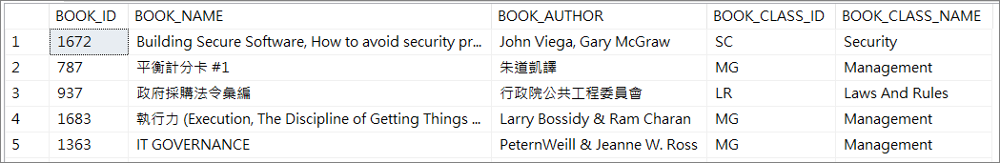 BOOK_ID BOOK_NAME BOOK_AUTHOR BOOK_CLASS_ID BOOK_CLASS_NAME
1 1672 Building Secure Software, How to avoid security pr... John Viega, Gary McGraw SC Security
2 787 平衡計分卡 #1 朱道凱譯 MG Management
3 937 政府採購法令彙編 行政院公共工程委員會 LR Laws And Rules
4 1683 執行力 (Execution, The Discipline of Getting Things ... Larry Bossidy & Ram Charan MG Management
5 1363 IT GOVERNANCE PeternWeill & Jeanne W. Ross MG Management